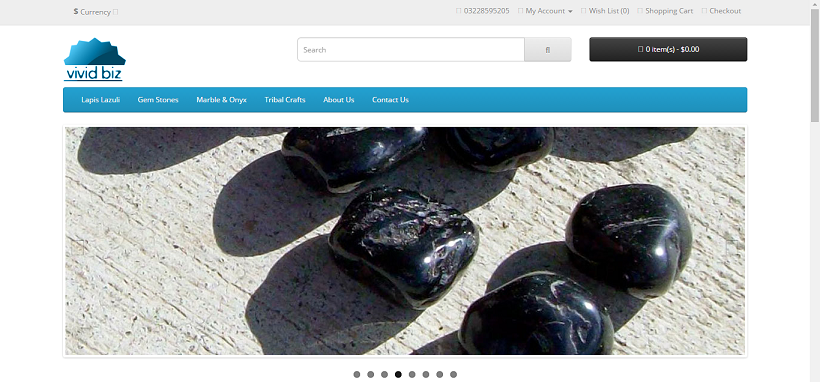 $ Currency
03228595205 My Account Wish List (0) Shopping Cart Checkout
vivid biz
Search
0 item(s) - $0.00
Lapis Lazuli Gem Stones Marble & Onyx Tribal Crafts About Us Contact Us